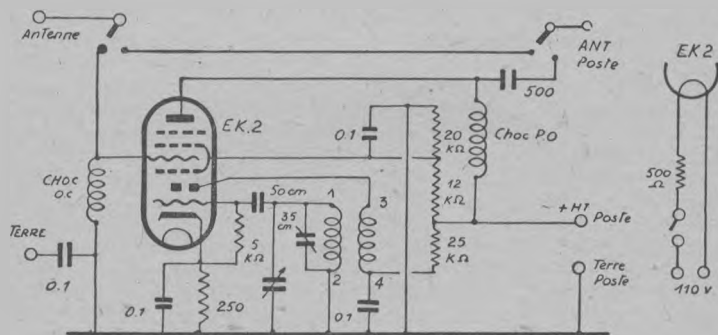 Antenne
ANT
Poste
EK2
500
EK.2
0.1
20
KΩ
Choc P.O
CHOC
O.C
12
KΩ
500
Ω
50cm
1
3
35
cm
+HT
Poste
TERRE
5
KΩ
25
KΩ
2
4
Terre
Poste
0.1
0.1
250
0.1
110 v